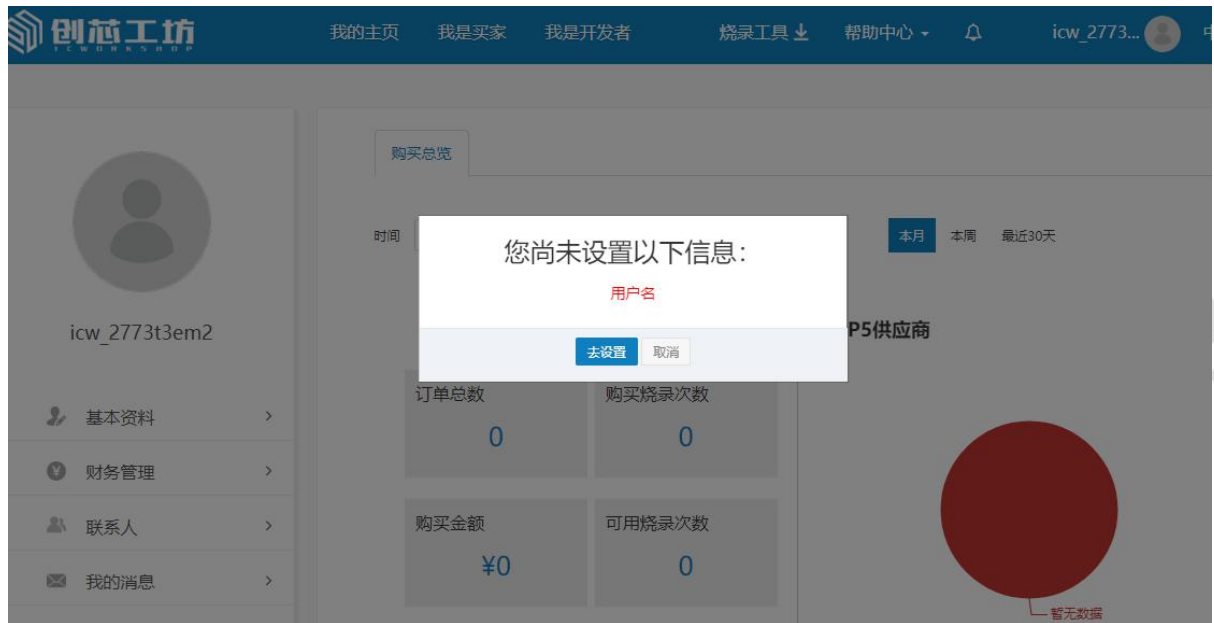 创芯工坊
ICWORKSHOP
我的主页 我是买家 我是开发者 烧录工具 帮助中心 icw_2773...
购买总览
时间 本月 本周 最近30天
您尚未设置以下信息:
用户名
去设置 取消
icw_2773t3em2
P5供应商
订单总数 购买烧录次数
0 0
基本资料
财务管理
联系人
我的消息
购买金额 可用烧录次数
¥0 0
暂无数据